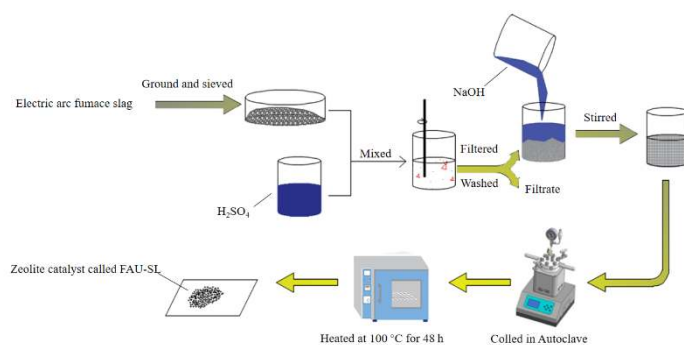 Ground and sieved
Electric arc fumace slag
H₂SO₄
Mixed
Filtered
Washed
Filtrate
NaOH
Stirred
Colled in Autoclave
Heated at 100 °C for 48 h
Zeolite catalyst called FAU-SL